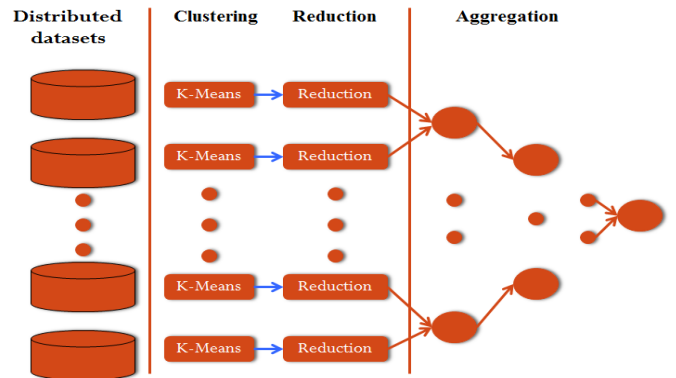 Distributed
datasets
Clustering
Reduction
Aggregation
K-Means
Reduction
K-Means
Reduction
K-Means
Reduction
K-Means
Reduction